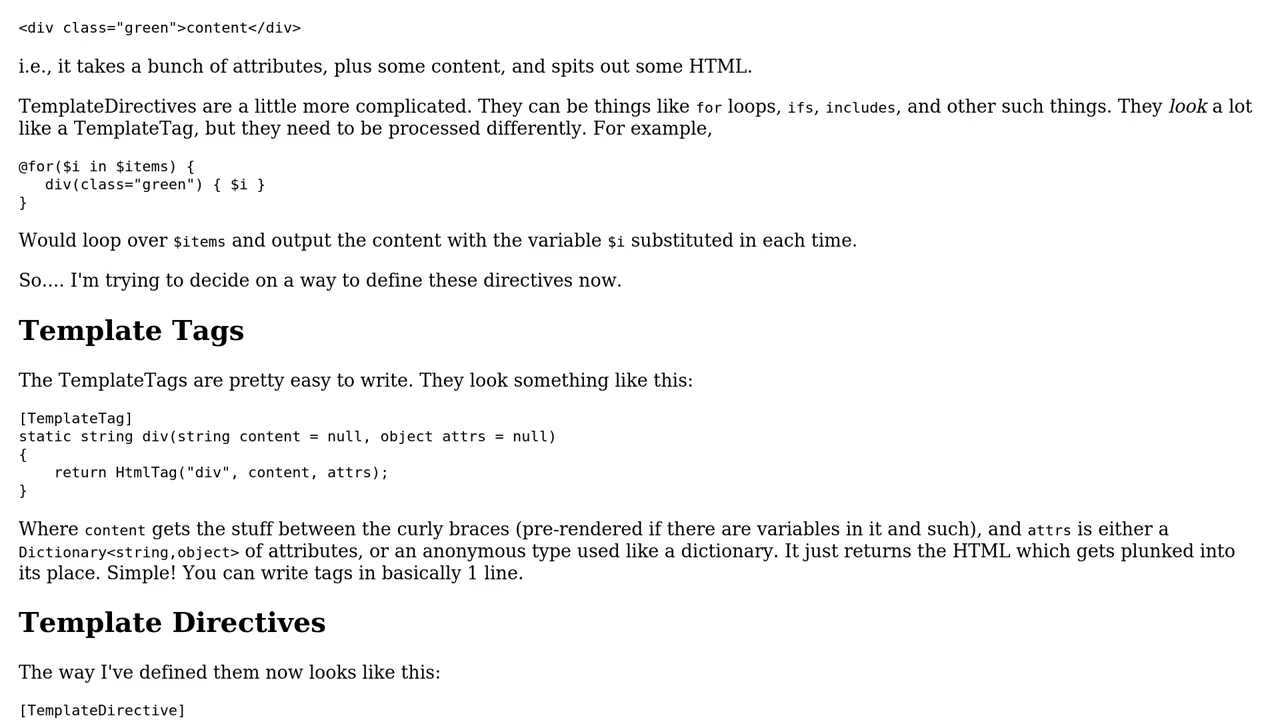 <div class="green">content</div>
i.e., it takes a bunch of attributes, plus some content, and spits out some HTML.
TemplateDirectives are a little more complicated. They can be things like for loops, ifs, includes, and other such things. They look a lot
like a TemplateTag, but they need to be processed differently. For example,
@for($i in $items) {
   div(class="green") { $i }
}
Would loop over $items and output the content with the variable $i substituted in each time.
So.... I'm trying to decide on a way to define these directives now.
Template Tags
The TemplateTags are pretty easy to write. They look something like this:
[TemplateTag]
static string div(string content = null, object attrs = null)
{
    return HtmlTag("div", content, attrs);
}
Where content gets the stuff between the curly braces (pre-rendered if there are variables in it and such), and attrs is either a
Dictionary<string,object> of attributes, or an anonymous type used like a dictionary. It just returns the HTML which gets plunked into
its place. Simple! You can write tags in basically 1 line.
Template Directives
The way I've defined them now looks like this:
[TemplateDirective]